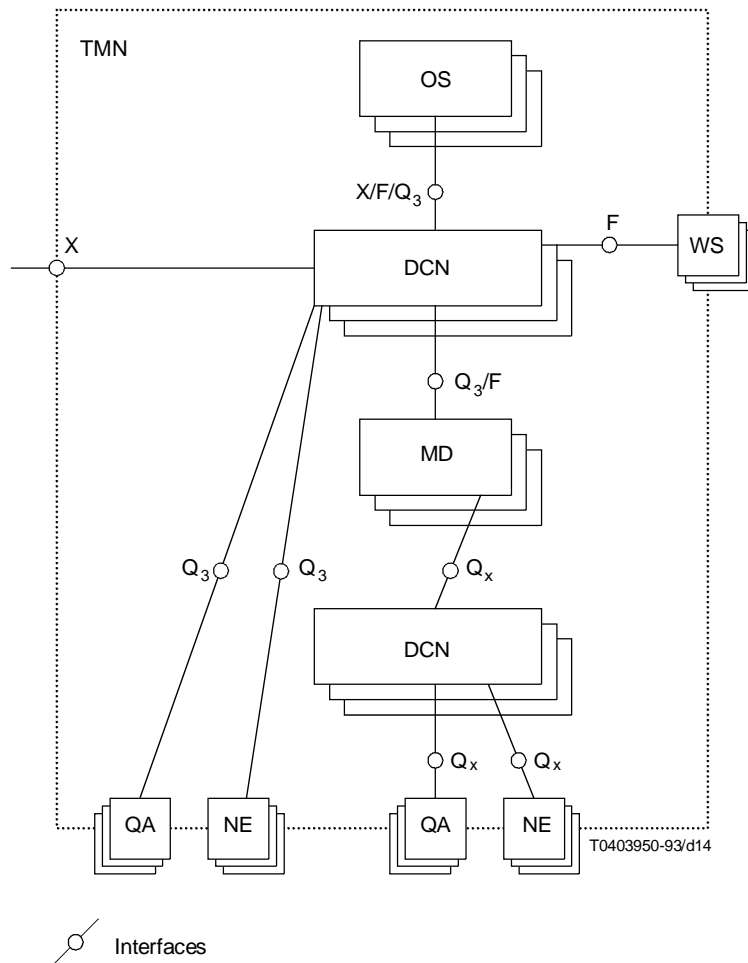 TMN
OS
X/F/Q3
X
F
DCN
WS
Q3/F
MD
Q3
Q3
Qx
DCN
Qx
Qx
QA
NE
QA
NE
T0403950-93/d14
Interfaces